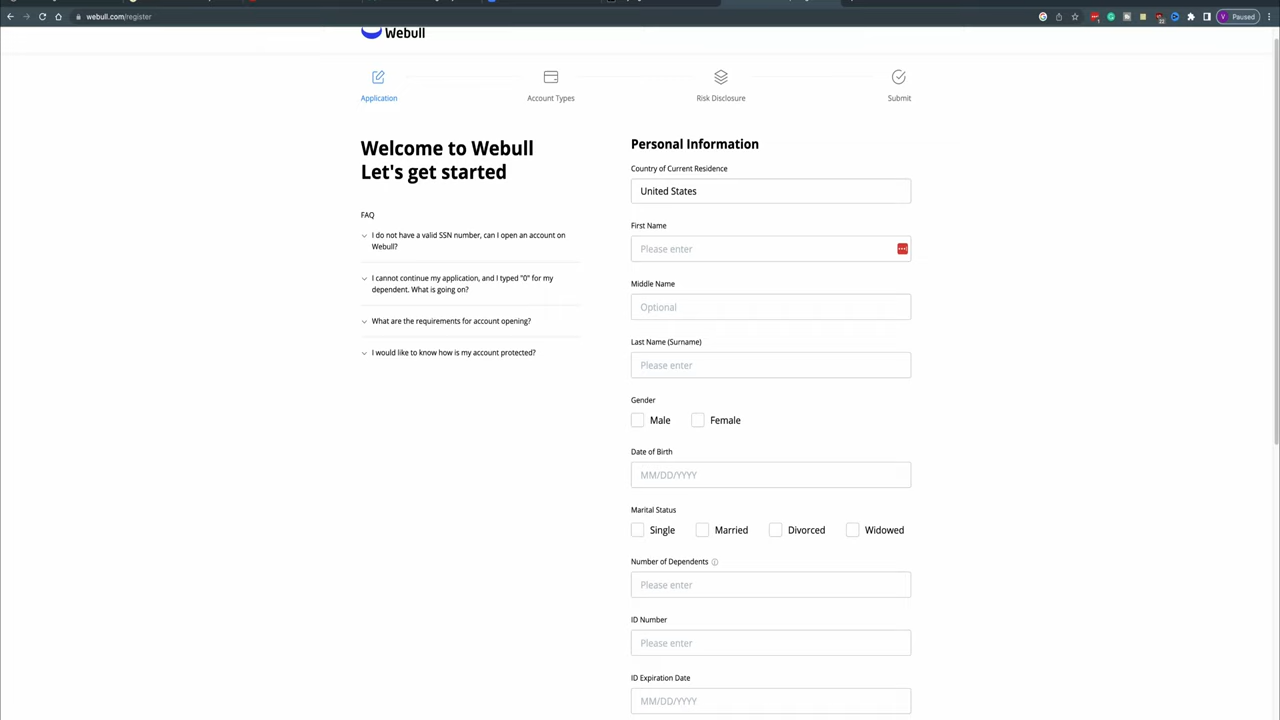 webull.com/register
Paused
Webull
Application
Account Types
Risk Disclosure
Submit
Welcome to Webull
Let's get started
FAQ
I do not have a valid SSN number, can I open an account on
Webull?
I cannot continue my application, and I typed "0" for my
dependent. What is going on?
What are the requirements for account opening?
I would like to know how is my account protected?
Personal Information
Country of Current Residence
United States
First Name
Please enter
Middle Name
Optional
Last Name (Surname)
Please enter
Gender
Male Female
Date of Birth
MM/DD/YYYY
Marital Status
Single Married Divorced Widowed
Number of Dependents
Please enter
ID Number
Please enter
ID Expiration Date
MM/DD/YYYY